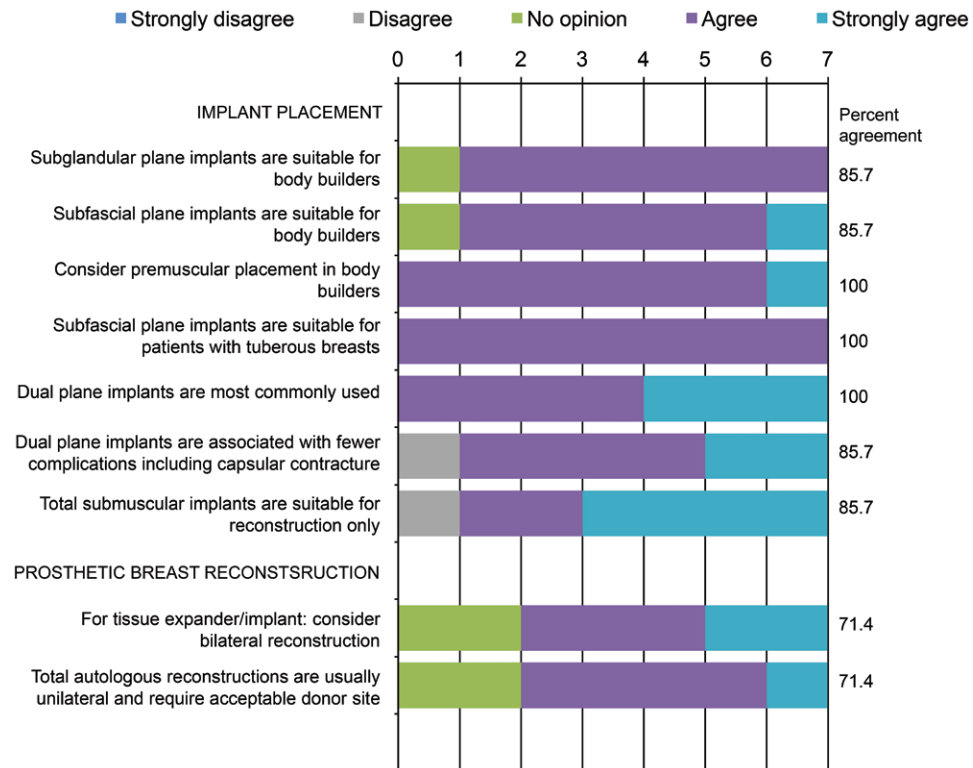 Strongly disagree Disagree No opinion Agree Strongly agree
0 1 2 3 4 5 6 7
IMPLANT PLACEMENT
Percent
agreement
Subglandular plane implants are suitable for
body builders
85.7
Subfascial plane implants are suitable for
body builders
85.7
Consider premuscular placement in body
builders
100
Subfascial plane implants are suitable for
patients with tuberous breasts
100
Dual plane implants are most commonly used
100
Dual plane implants are associated with fewer
complications including capsular contracture
85.7
Total submuscular implants are suitable for
reconstruction only
85.7
PROSTHETIC BREAST RECONSTSRUCTION
For tissue expander/implant: consider
bilateral reconstruction
71.4
Total autologous reconstructions are usually
unilateral and require acceptable donor site
71.4